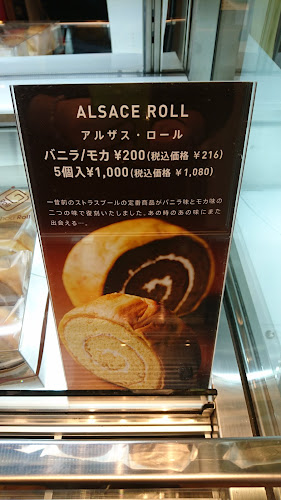 ALSACE ROLL
アルザス・ロール
バニラ/モカ ¥200(税込価格 ¥216)
5個入¥1,000(税込価格 ¥1,080)
一昔前のストラスブールの定番商品がバニラ味とモカ味の
二つの味で復刻いたしました。あの時のあの味にまた
出会える…。